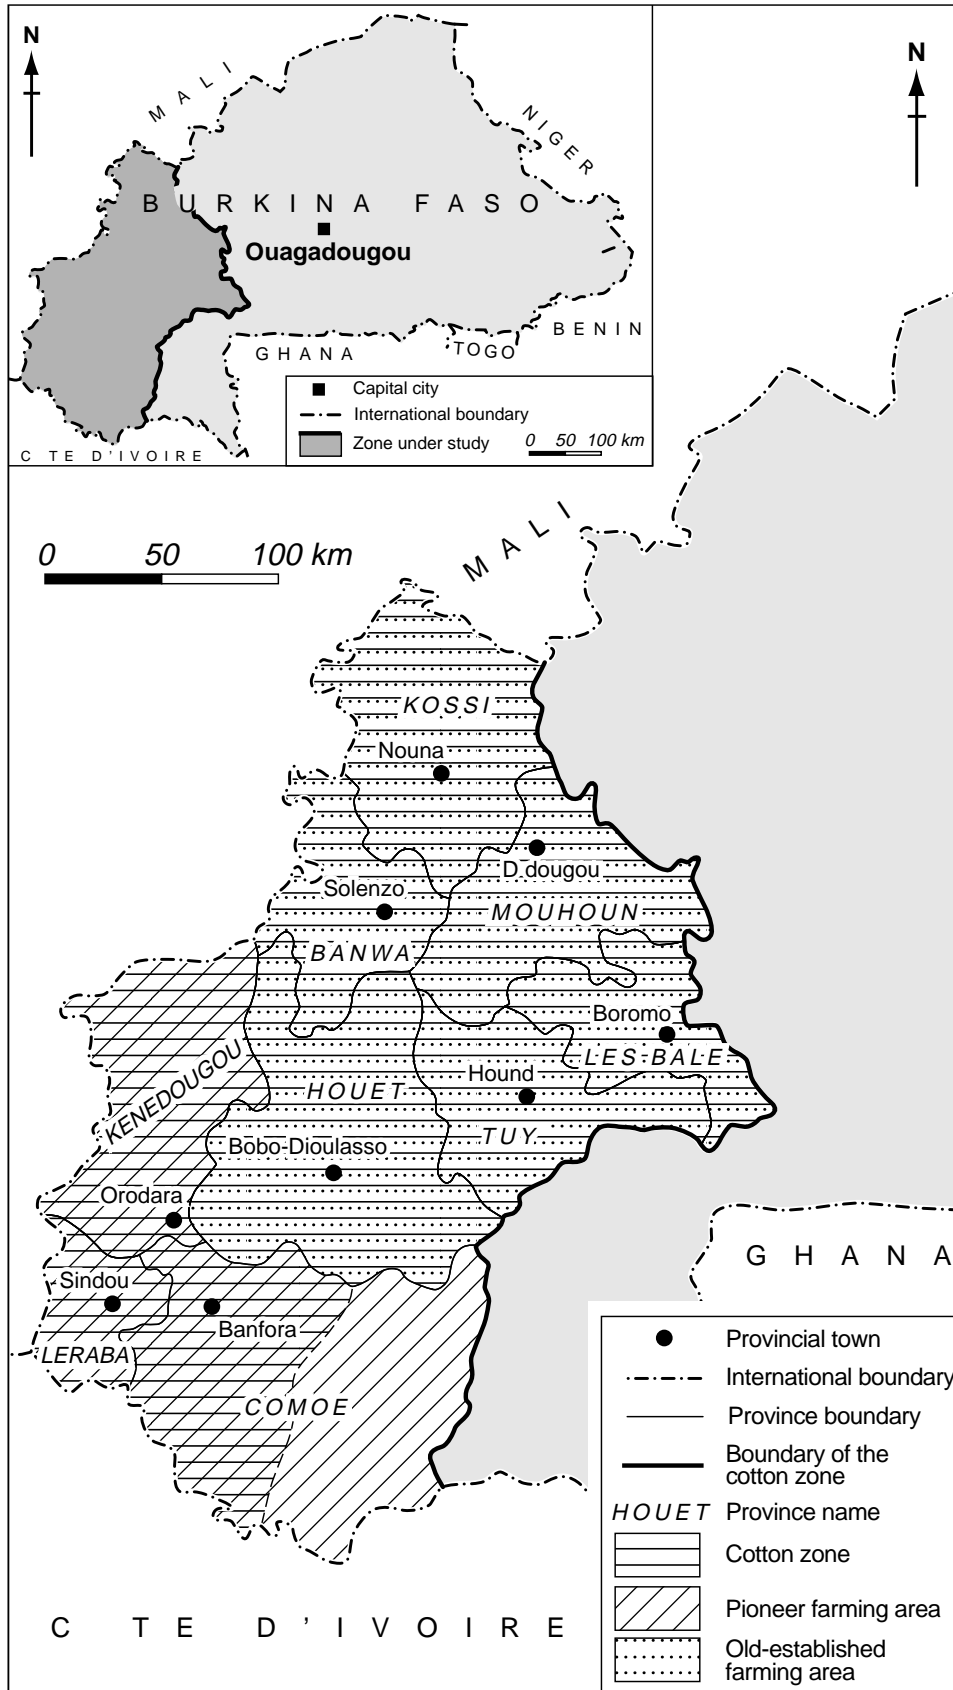 N
MALI
NIGER
BURKINA FASO
Ouagadougou
BENIN
GHANA
TOGO
C TE D'IVOIRE
Capital city
International boundary
Zone under study
0 50 100 km
N
0 50 100 km
MALI
KOSSI
Nouna
D dougou
Solenzo
MOUHOUN
BANWA
Boromo
LES-BALE
KENEDOUGOU
HOUET
Hound
TUY
Bobo-Dioulasso
Orodara
GHANA
Sindou
Banfora
LERABA
COMOE
Provincial town
International boundary
Province boundary
Boundary of the
cotton zone
HOUET Province name
Cotton zone
Pioneer farming area
Old-established
farming area
C TE D'IVOIRE